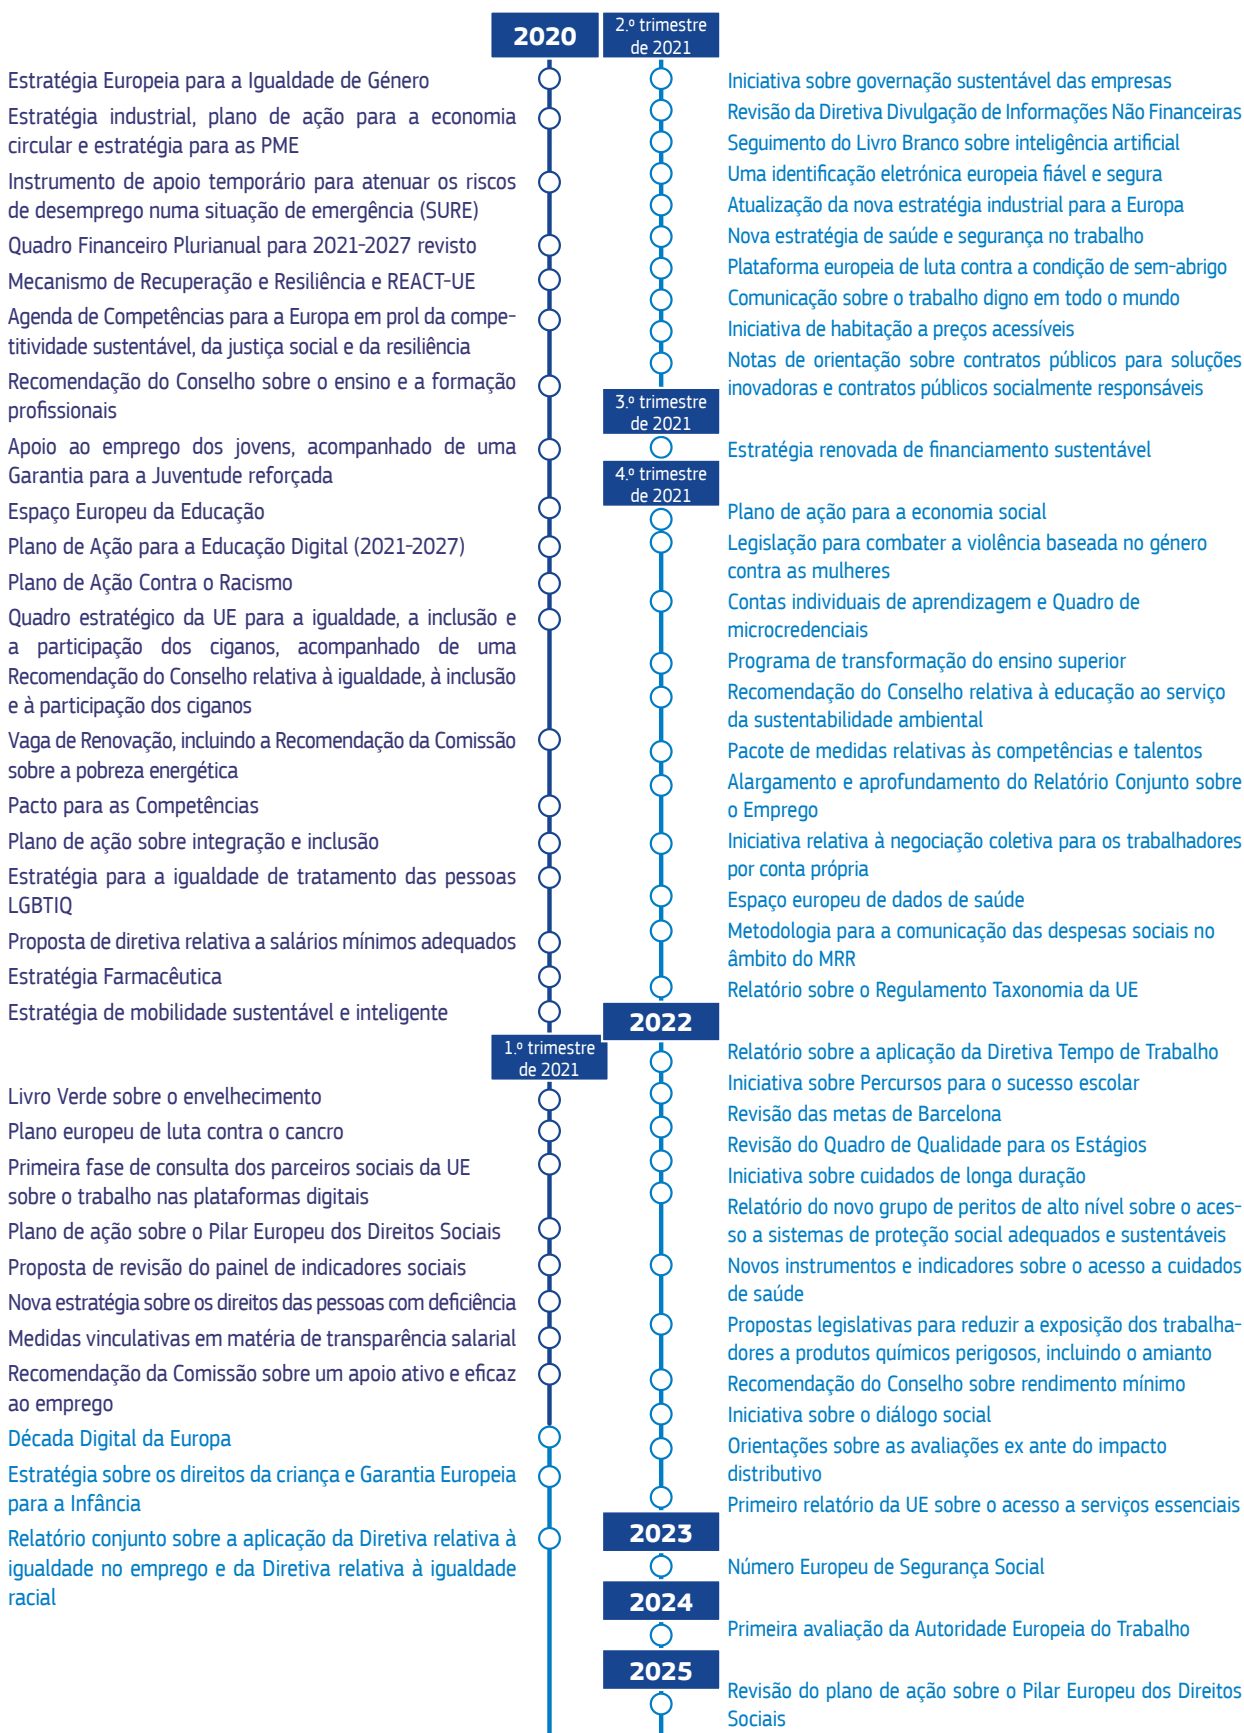 2020
Estratégia Europeia para a Igualdade de Género
Estratégia industrial, plano de ação para a economia
circular e estratégia para as PME
Instrumento de apoio temporário para atenuar os riscos
de desemprego numa situação de emergência (SURE)
Quadro Financeiro Plurianual para 2021-2027 revisto
Mecanismo de Recuperação e Resiliência e REACT-UE
Agenda de Competências para a Europa em prol da compe-
titividade sustentável, da justiça social e da resiliência
Recomendação do Conselho sobre o ensino e a formação
profissionais
Apoio ao emprego dos jovens, acompanhado de uma
Garantia para a Juventude reforçada
Espaço Europeu da Educação
Plano de Ação para a Educação Digital (2021-2027)
Plano de Ação Contra o Racismo
Quadro estratégico da UE para a igualdade, a inclusão e
a participação dos ciganos, acompanhado de uma
Recomendação do Conselho relativa à igualdade, à inclusão
e à participação dos ciganos
Vaga de Renovação, incluindo a Recomendação da Comissão
sobre a pobreza energética
Pacto para as Competências
Plano de ação sobre integração e inclusão
Estratégia para a igualdade de tratamento das pessoas
LGBTIQ
Proposta de diretiva relativa a salários mínimos adequados
Estratégia Farmacêutica
Estratégia de mobilidade sustentável e inteligente
1.º trimestre
de 2021
Livro Verde sobre o envelhecimento
Plano europeu de luta contra o cancro
Primeira fase de consulta dos parceiros sociais da UE
sobre o trabalho nas plataformas digitais
Plano de ação sobre o Pilar Europeu dos Direitos Sociais
Proposta de revisão do painel de indicadores sociais
Nova estratégia sobre os direitos das pessoas com deficiência
Medidas vinculativas em matéria de transparência salarial
Recomendação da Comissão sobre um apoio ativo e eficaz
ao emprego
Década Digital da Europa
Estratégia sobre os direitos da criança e Garantia Europeia
para a Infância
Relatório conjunto sobre a aplicação da Diretiva relativa à
igualdade no emprego e da Diretiva relativa à igualdade
racial
2.º trimestre
de 2021
Iniciativa sobre governação sustentável das empresas
Revisão da Diretiva Divulgação de Informações Não Financeiras
Seguimento do Livro Branco sobre inteligência artificial
Uma identificação eletrónica europeia fiável e segura
Atualização da nova estratégia industrial para a Europa
Nova estratégia de saúde e segurança no trabalho
Plataforma europeia de luta contra a condição de sem-abrigo
Comunicação sobre o trabalho digno em todo o mundo
Iniciativa de habitação a preços acessíveis
Notas de orientação sobre contratos públicos para soluções
inovadoras e contratos públicos socialmente responsáveis
3.º trimestre
de 2021
Estratégia renovada de financiamento sustentável
4.º trimestre
de 2021
Plano de ação para a economia social
Legislação para combater a violência baseada no género
contra as mulheres
Contas individuais de aprendizagem e Quadro de
microcredenciais
Programa de transformação do ensino superior
Recomendação do Conselho relativa à educação ao serviço
da sustentabilidade ambiental
Pacote de medidas relativas às competências e talentos
Alargamento e aprofundamento do Relatório Conjunto sobre
o Emprego
Iniciativa relativa à negociação coletiva para os trabalhadores
por conta própria
Espaço europeu de dados de saúde
Metodologia para a comunicação das despesas sociais no
âmbito do MRR
Relatório sobre o Regulamento Taxonomia da UE
2022
Relatório sobre a aplicação da Diretiva Tempo de Trabalho
Iniciativa sobre Percursos para o sucesso escolar
Revisão das metas de Barcelona
Revisão do Quadro de Qualidade para os Estágios
Iniciativa sobre cuidados de longa duração
Relatório do novo grupo de peritos de alto nível sobre o aces-
so a sistemas de proteção social adequados e sustentáveis
Novos instrumentos e indicadores sobre o acesso a cuidados
de saúde
Propostas legislativas para reduzir a exposição dos trabalha-
dores a produtos químicos perigosos, incluindo o amianto
Recomendação do Conselho sobre rendimento mínimo
Iniciativa sobre o diálogo social
Orientações sobre as avaliações ex ante do impacto
distributivo
Primeiro relatório da UE sobre o acesso a serviços essenciais
2023
Número Europeu de Segurança Social
2024
Primeira avaliação da Autoridade Europeia do Trabalho
2025
Revisão do plano de ação sobre o Pilar Europeu dos Direitos
Sociais